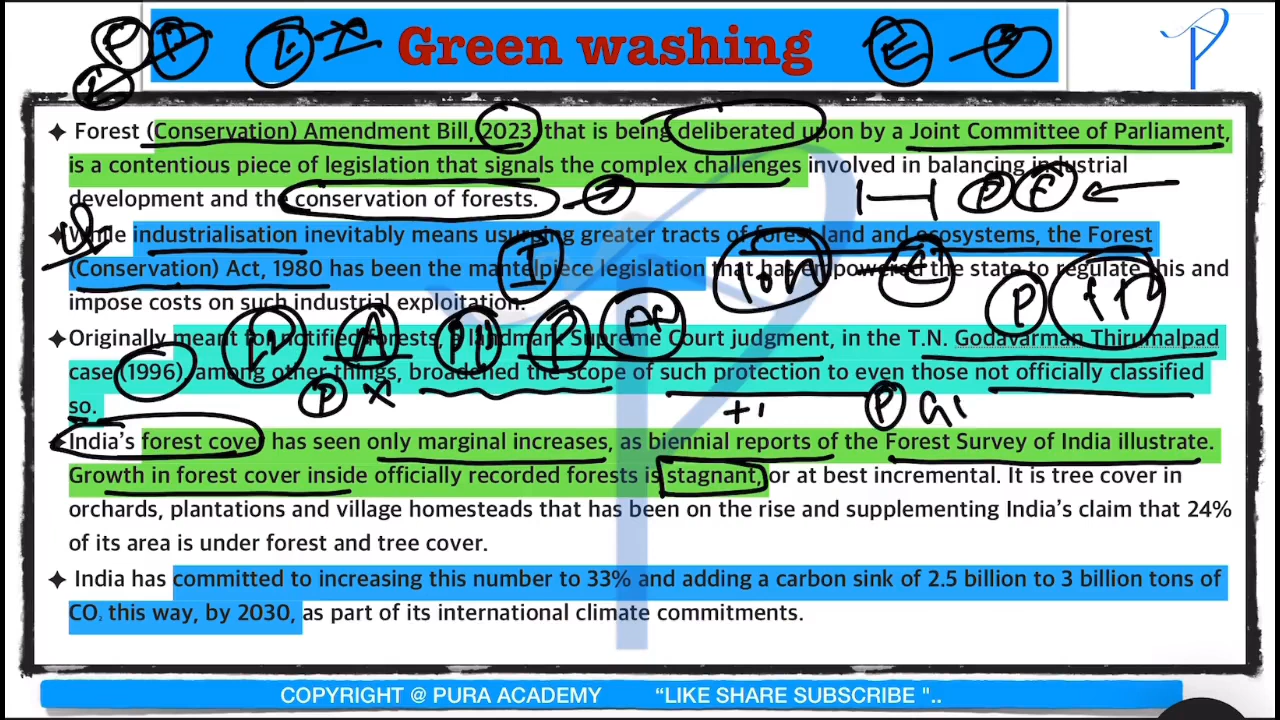 Green washing
✦ Forest (Conservation) Amendment Bill, 2023, that is being deliberated upon by a Joint Committee of Parliament,
is a contentious piece of legislation that signals the complex challenges involved in balancing industrial
development and the conservation of forests.
✦ While industrialisation inevitably means usurping greater tracts of forest land and ecosystems, the Forest
(Conservation) Act, 1980 has been the mantelpiece legislation that has empowered the state to regulate this and
impose costs on such industrial exploitation.
✦ Originally meant for notified forests, a landmark Supreme Court judgment, in the T.N. Godavarman Thirumalpad
case (1996), among other things, broadened the scope of such protection to even those not officially classified
so.
✦ India's forest cover has seen only marginal increases, as biennial reports of the Forest Survey of India illustrate.
Growth in forest cover inside officially recorded forests is stagnant, or at best incremental. It is tree cover in
orchards, plantations and village homesteads that has been on the rise and supplementing India's claim that 24%
of its area is under forest and tree cover.
✦ India has committed to increasing this number to 33% and adding a carbon sink of 2.5 billion to 3 billion tons of
CO₂ this way, by 2030, as part of its international climate commitments.
COPYRIGHT @ PURA ACADEMY "LIKE SHARE SUBSCRIBE "..